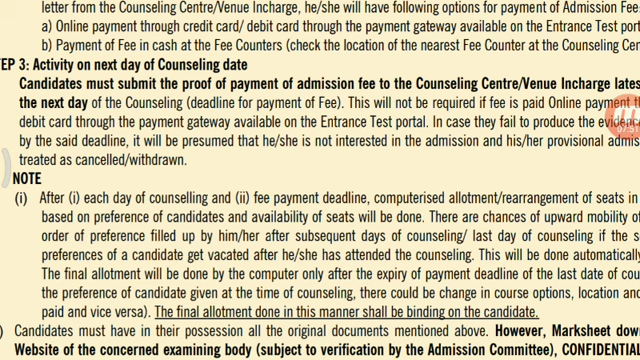 letter from the Counseling Centre/Venue Incharge, he/she will have following options for payment of Admission Fee
a) Online payment through credit card/ debit card through the payment gateway available on the Entrance Test
b) Payment of Fee in cash at the Fee Counters (check the location of the nearest Fee Counter at the Counseling
3: Activity on next day of Counseling date
Candidates must submit the proof of payment of admission fee to the Counseling Centre/Venue Incharge
the next day of the Counseling (deadline for payment of Fee). This will not be required if fee is paid Online payment
debit card through the payment gateway available on the Entrance Test portal. In case they fail to produce the
by the said deadline, it will be presumed that he/she is not interested in the admission and his/her provisional
treated as cancelled/withdrawn.
NOTE
(i) After (i) each day of counselling and (ii) fee payment deadline, computerised allotment/rearrangement of seats in
based on preference of candidates and availability of seats will be done. There are chances of upward mobility
order of preference filled up by him/her after subsequent days of counseling/ last day of counseling if the
preferences of a candidate get vacated after he/she has attended the counseling. This will be done automatically
The final allotment will be done by the computer only after the expiry of payment deadline of the last date of
the preference of candidate given at the time of counseling, there could be change in course options, location and
paid and vice versa). The final allotment done in this manner shall be binding on the candidate.
Candidates must have in their possession all the original documents mentioned above. However, Marksheet
Website of the concerned examining body (subject to verification by the Admission Committee),